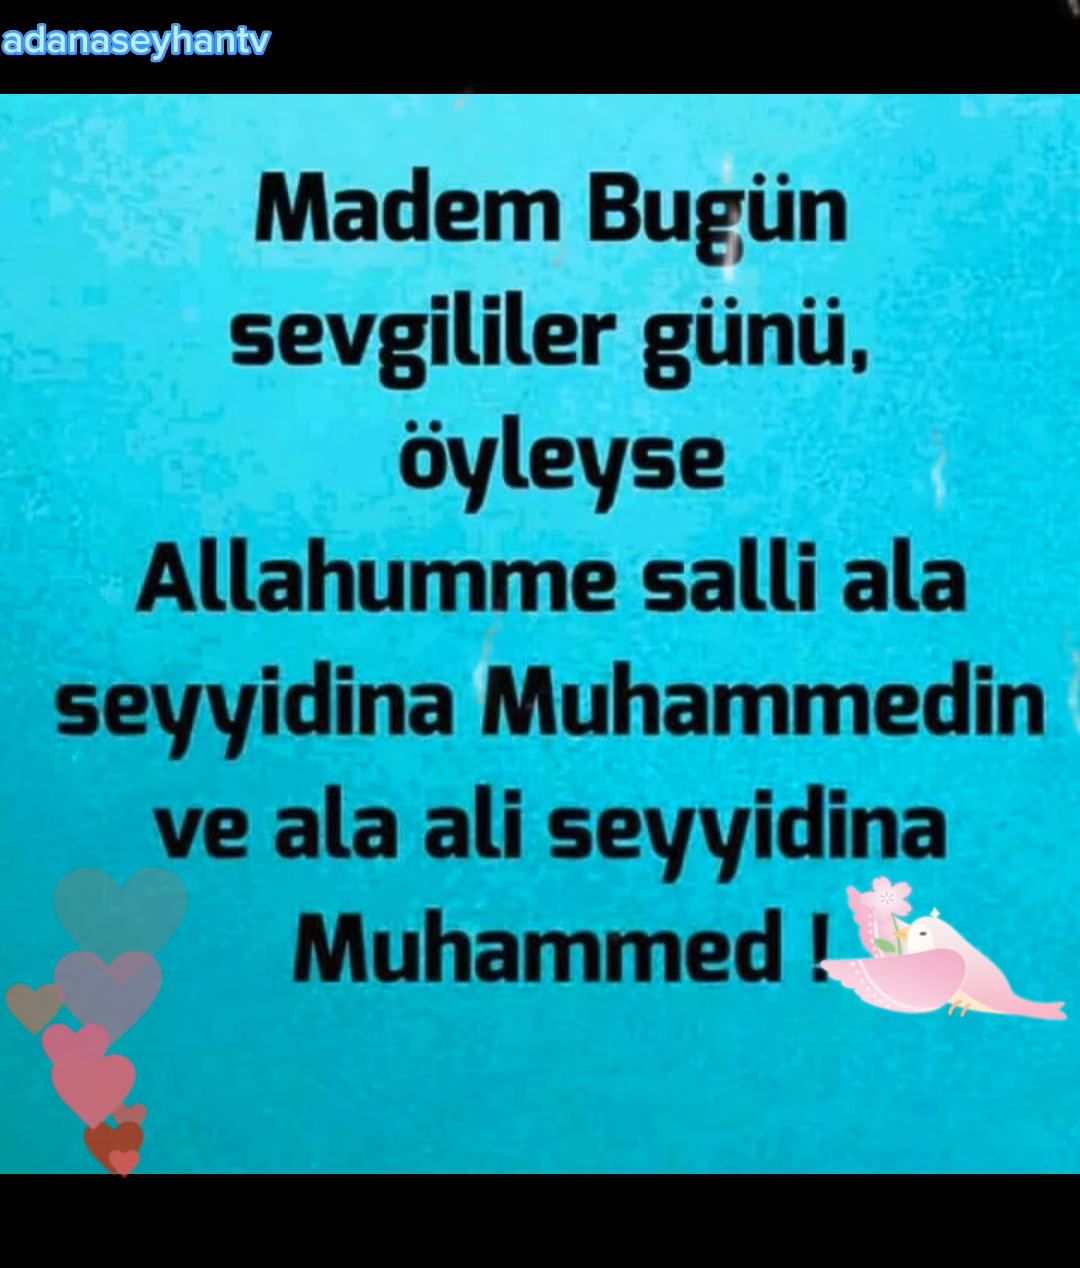 adanaseyhantv
Madem Bugün
sevgililer günü,
öyleyse
Allahumme salli ala
seyyidina Muhammedin
ve ala ali seyyidina
Muhammed !